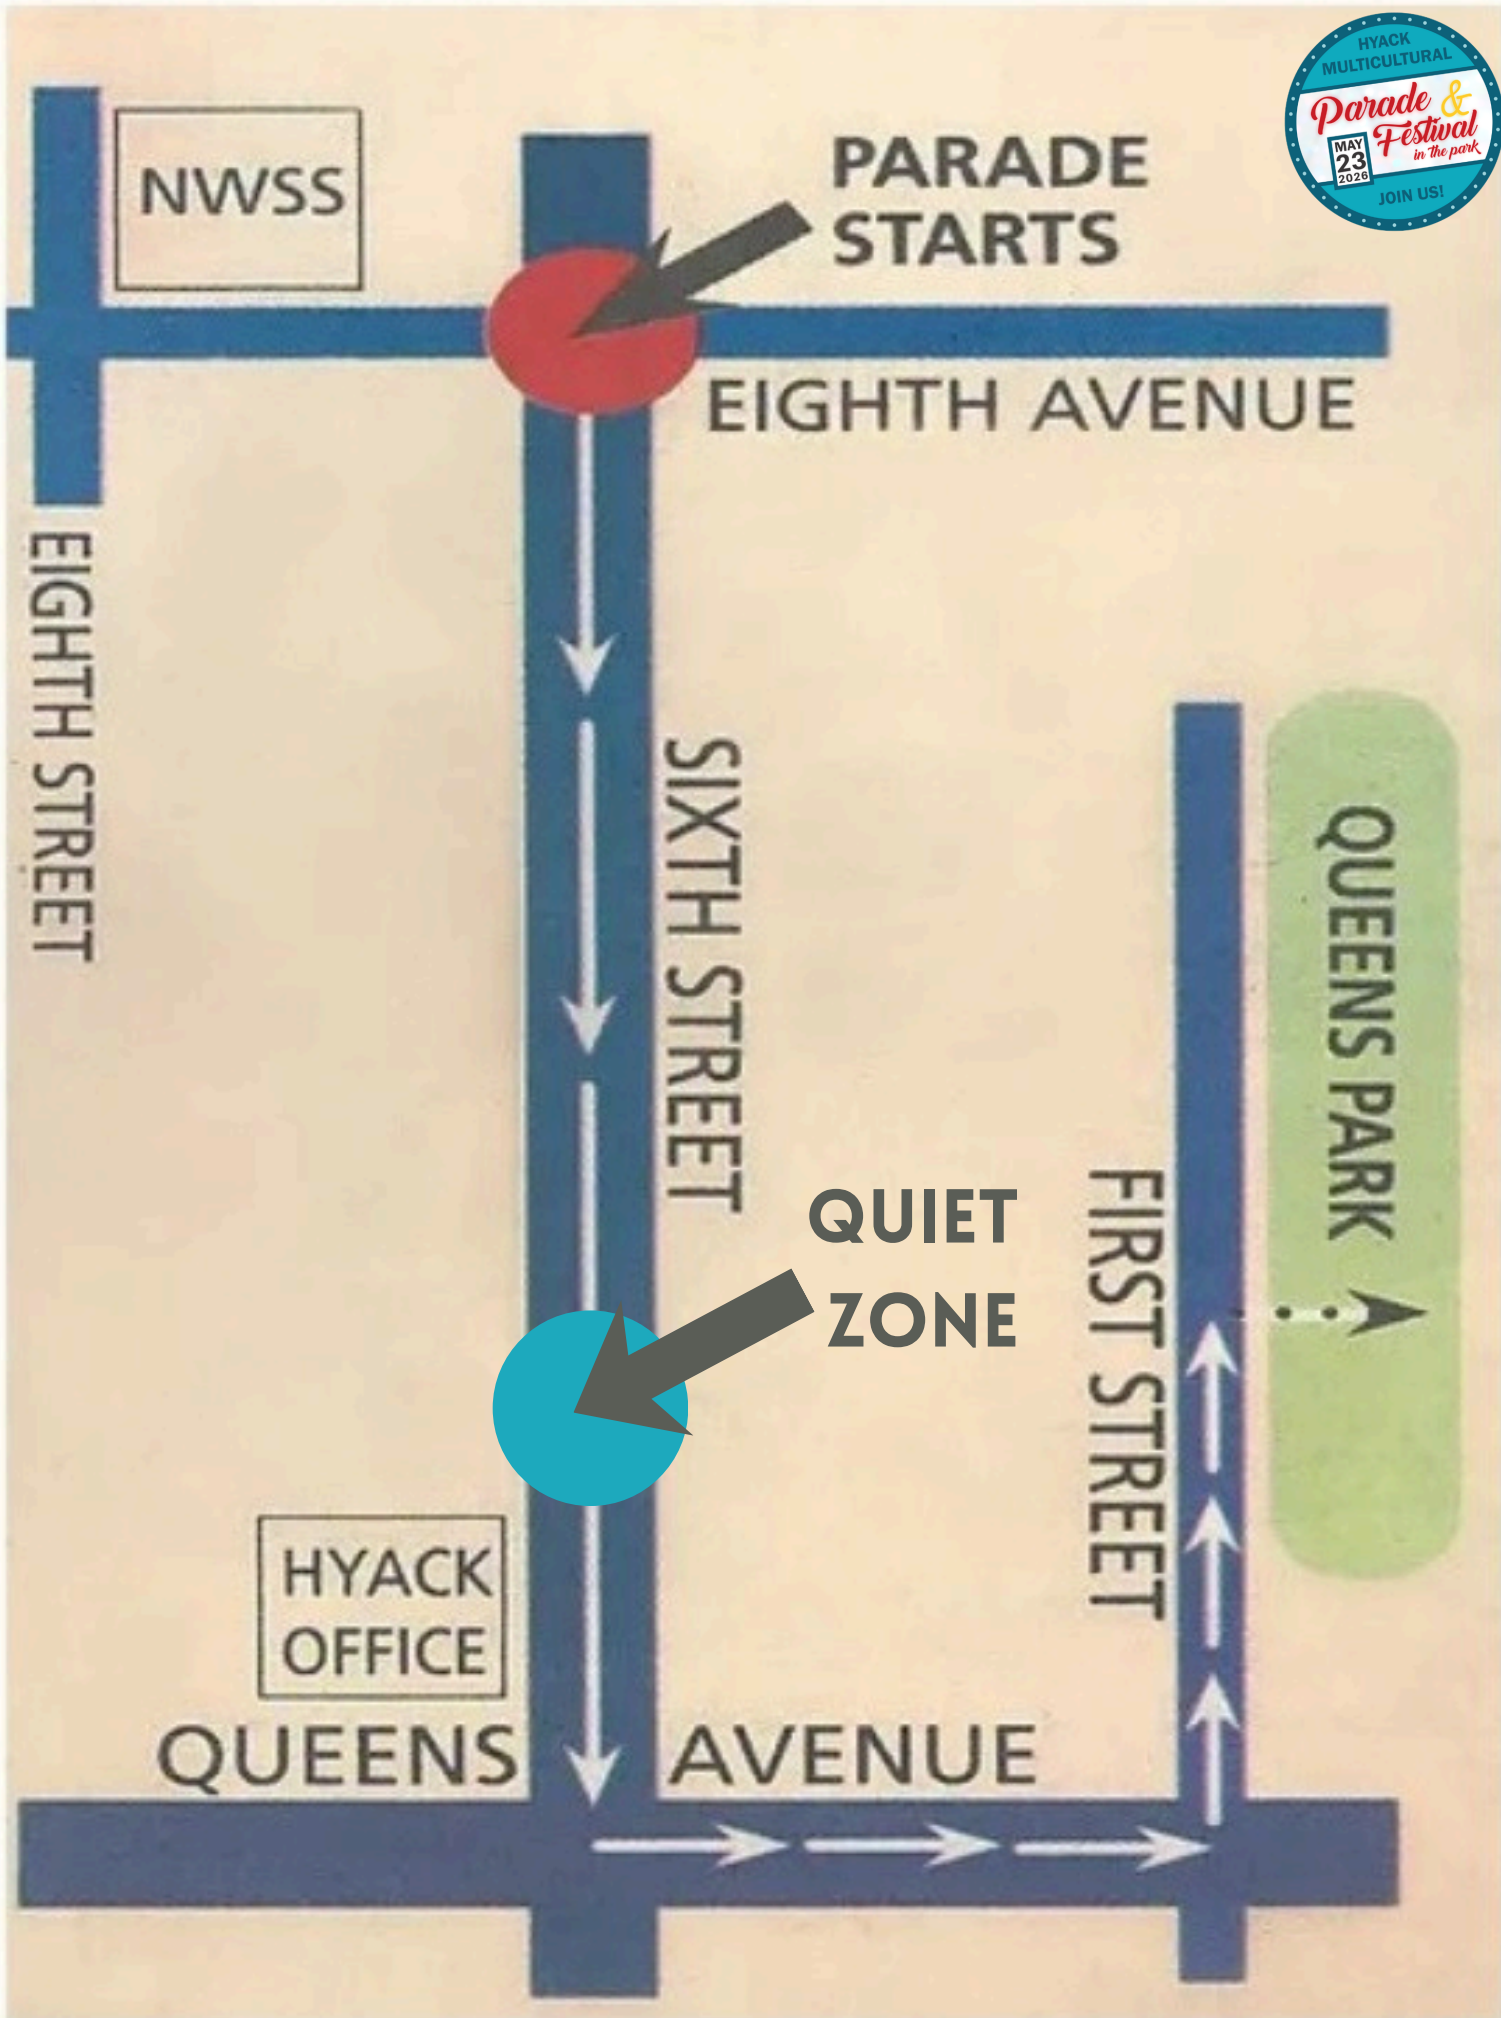 HYACK
MULTICULTURAL
Parade &
Festival
in the park
MAY
23
2026
JOIN US!
NWSS
PARADE
STARTS
EIGHTH AVENUE
EIGHTH STREET
SIXTH STREET
QUEENS PARK
QUIET
ZONE
FIRST STREET
HYACK
OFFICE
QUEENS AVENUE